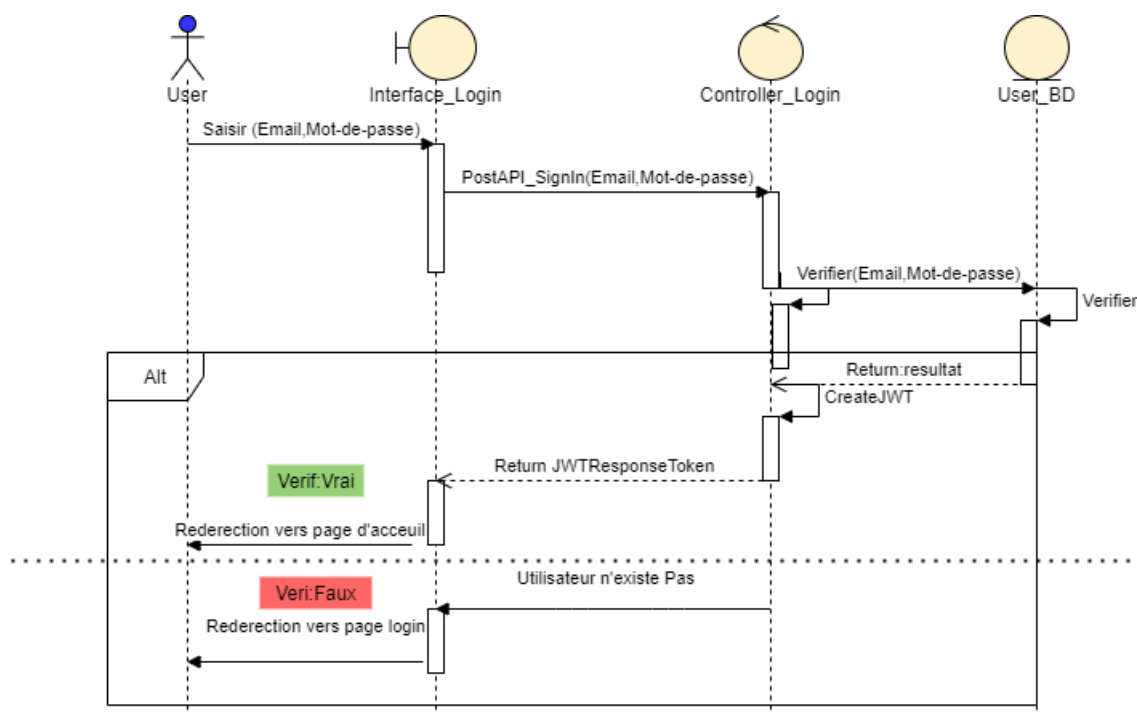 User
Interface_Login
Controller_Login
User_BD
Saisir (Email,Mot-de-passe)
PostAPI_SignIn(Email,Mot-de-passe)
Verifier(Email,Mot-de-passe)
Verifier
Alt
Return:resultat
CreateJWT
Return JWTResponseToken
Verif:Vrai
Rederection vers page d'acceuil
Utilisateur n'existe Pas
Veri:Faux
Rederection vers page login